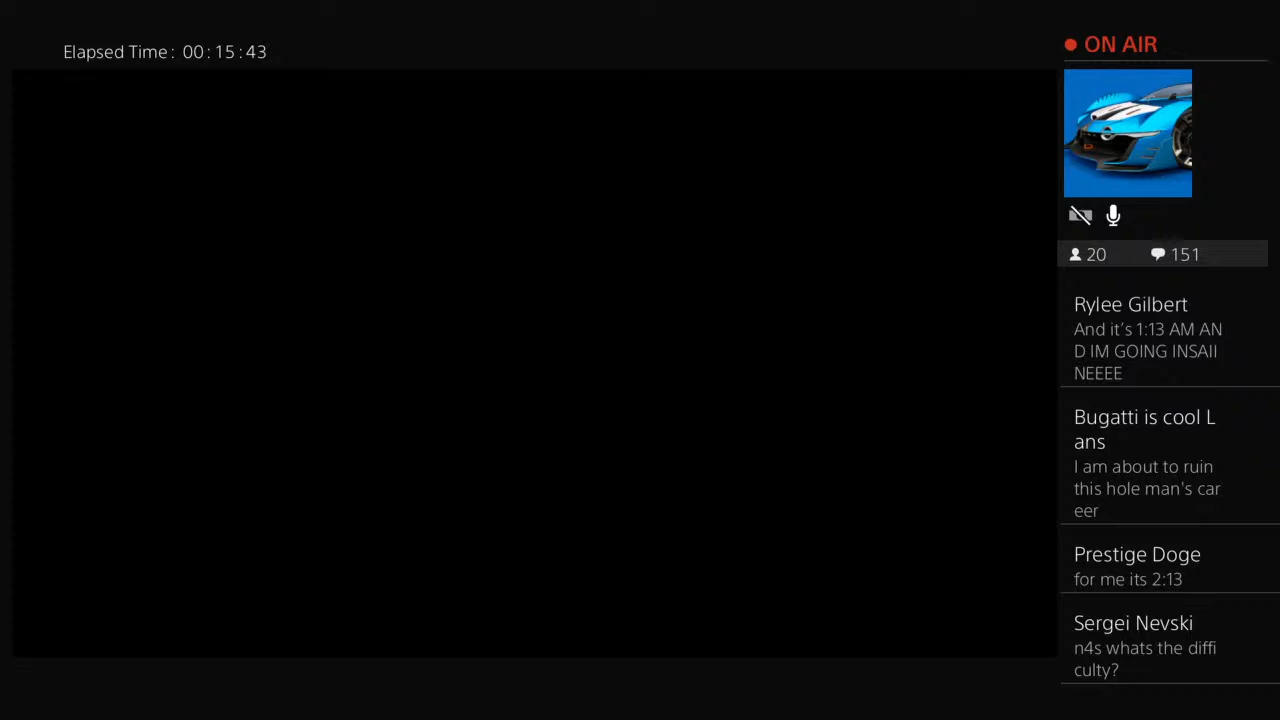 Elapsed Time: 00:15:43
ON AIR
20 151
Rylee Gilbert
And it's 1:13 AM AN
D IM GOING INSAII
NEEEE
Bugatti is cool L
ans
I am about to ruin
this hole man's car
eer
Prestige Doge
for me its 2:13
Sergei Nevski
n4s whats the diffi
culty?